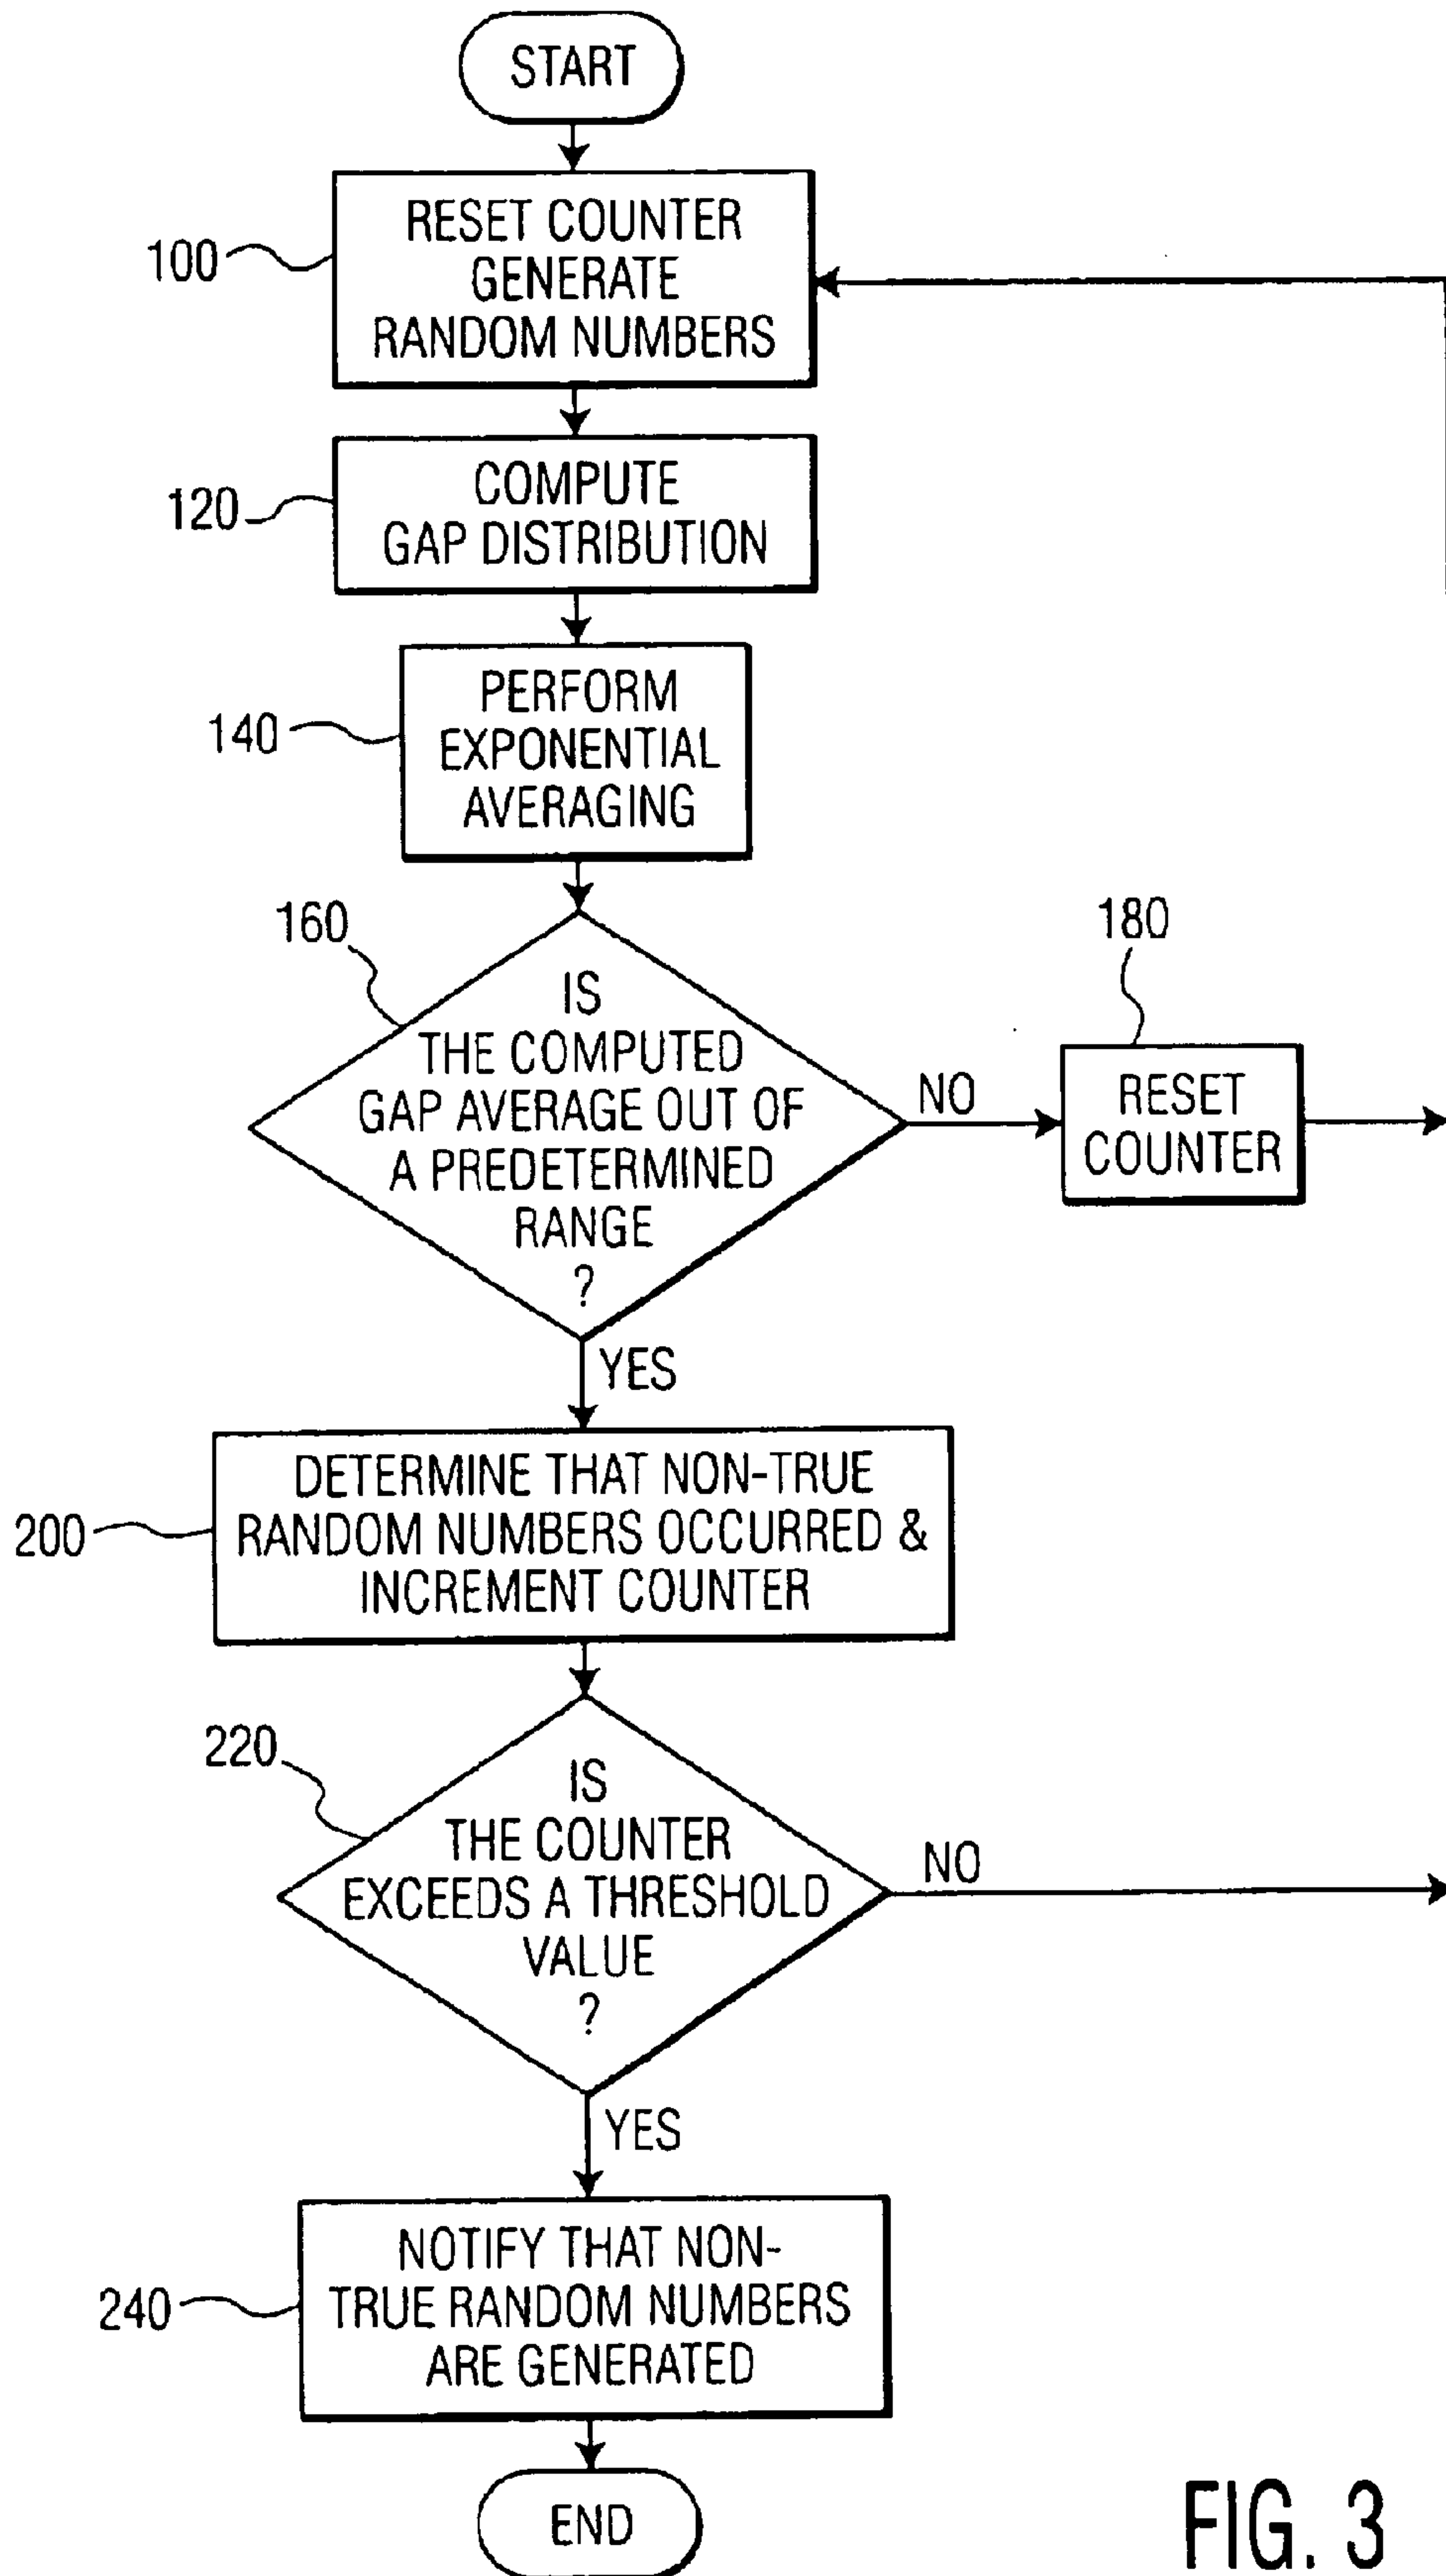 START
RESET COUNTER
GENERATE
RANDOM NUMBERS
100
COMPUTE
GAP DISTRIBUTION
120
PERFORM
EXPONENTIAL
AVERAGING
140
160
IS
THE COMPUTED
GAP AVERAGE OUT OF
A PREDETERMINED
RANGE
?
NO
180
RESET
COUNTER
YES
DETERMINE THAT NON-TRUE
RANDOM NUMBERS OCCURRED &
INCREMENT COUNTER
200
220
IS
THE COUNTER
EXCEEDS A THRESHOLD
VALUE
?
NO
YES
NOTIFY THAT NON-
TRUE RANDOM NUMBERS
ARE GENERATED
240
END
FIG. 3